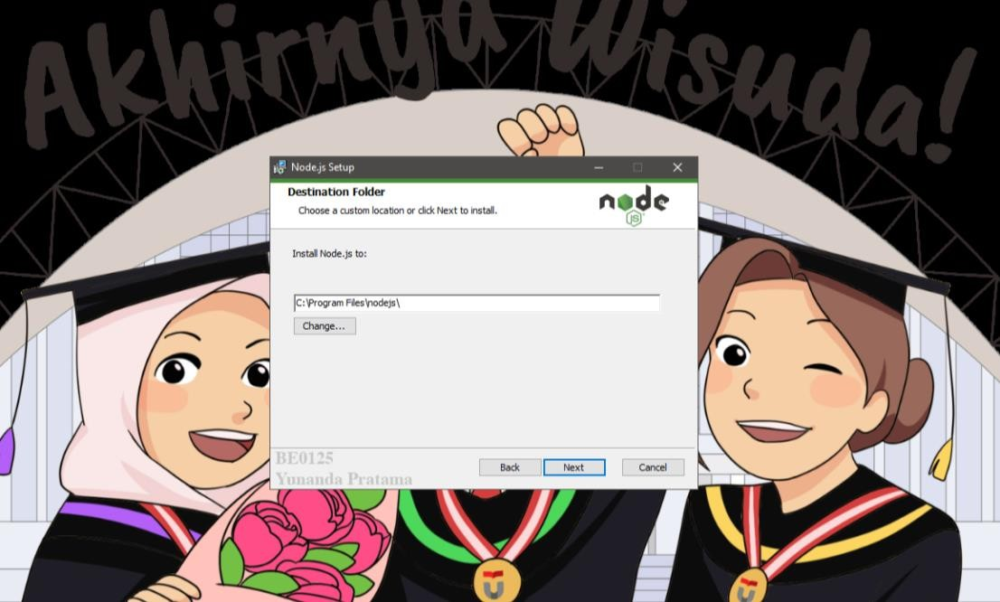 Akhirnya Wisuda!
Node.js Setup
Destination Folder
Choose a custom location or click Next to install.
node
JS
Install Node.js to:
C:\Program Files\nodejs\
Change...
BE0125
Yunanda Pratama
Back Next Cancel